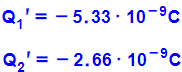 Q₁' = −5.33 · 10⁻⁹C
Q₂' = −2.66 · 10⁻⁹C